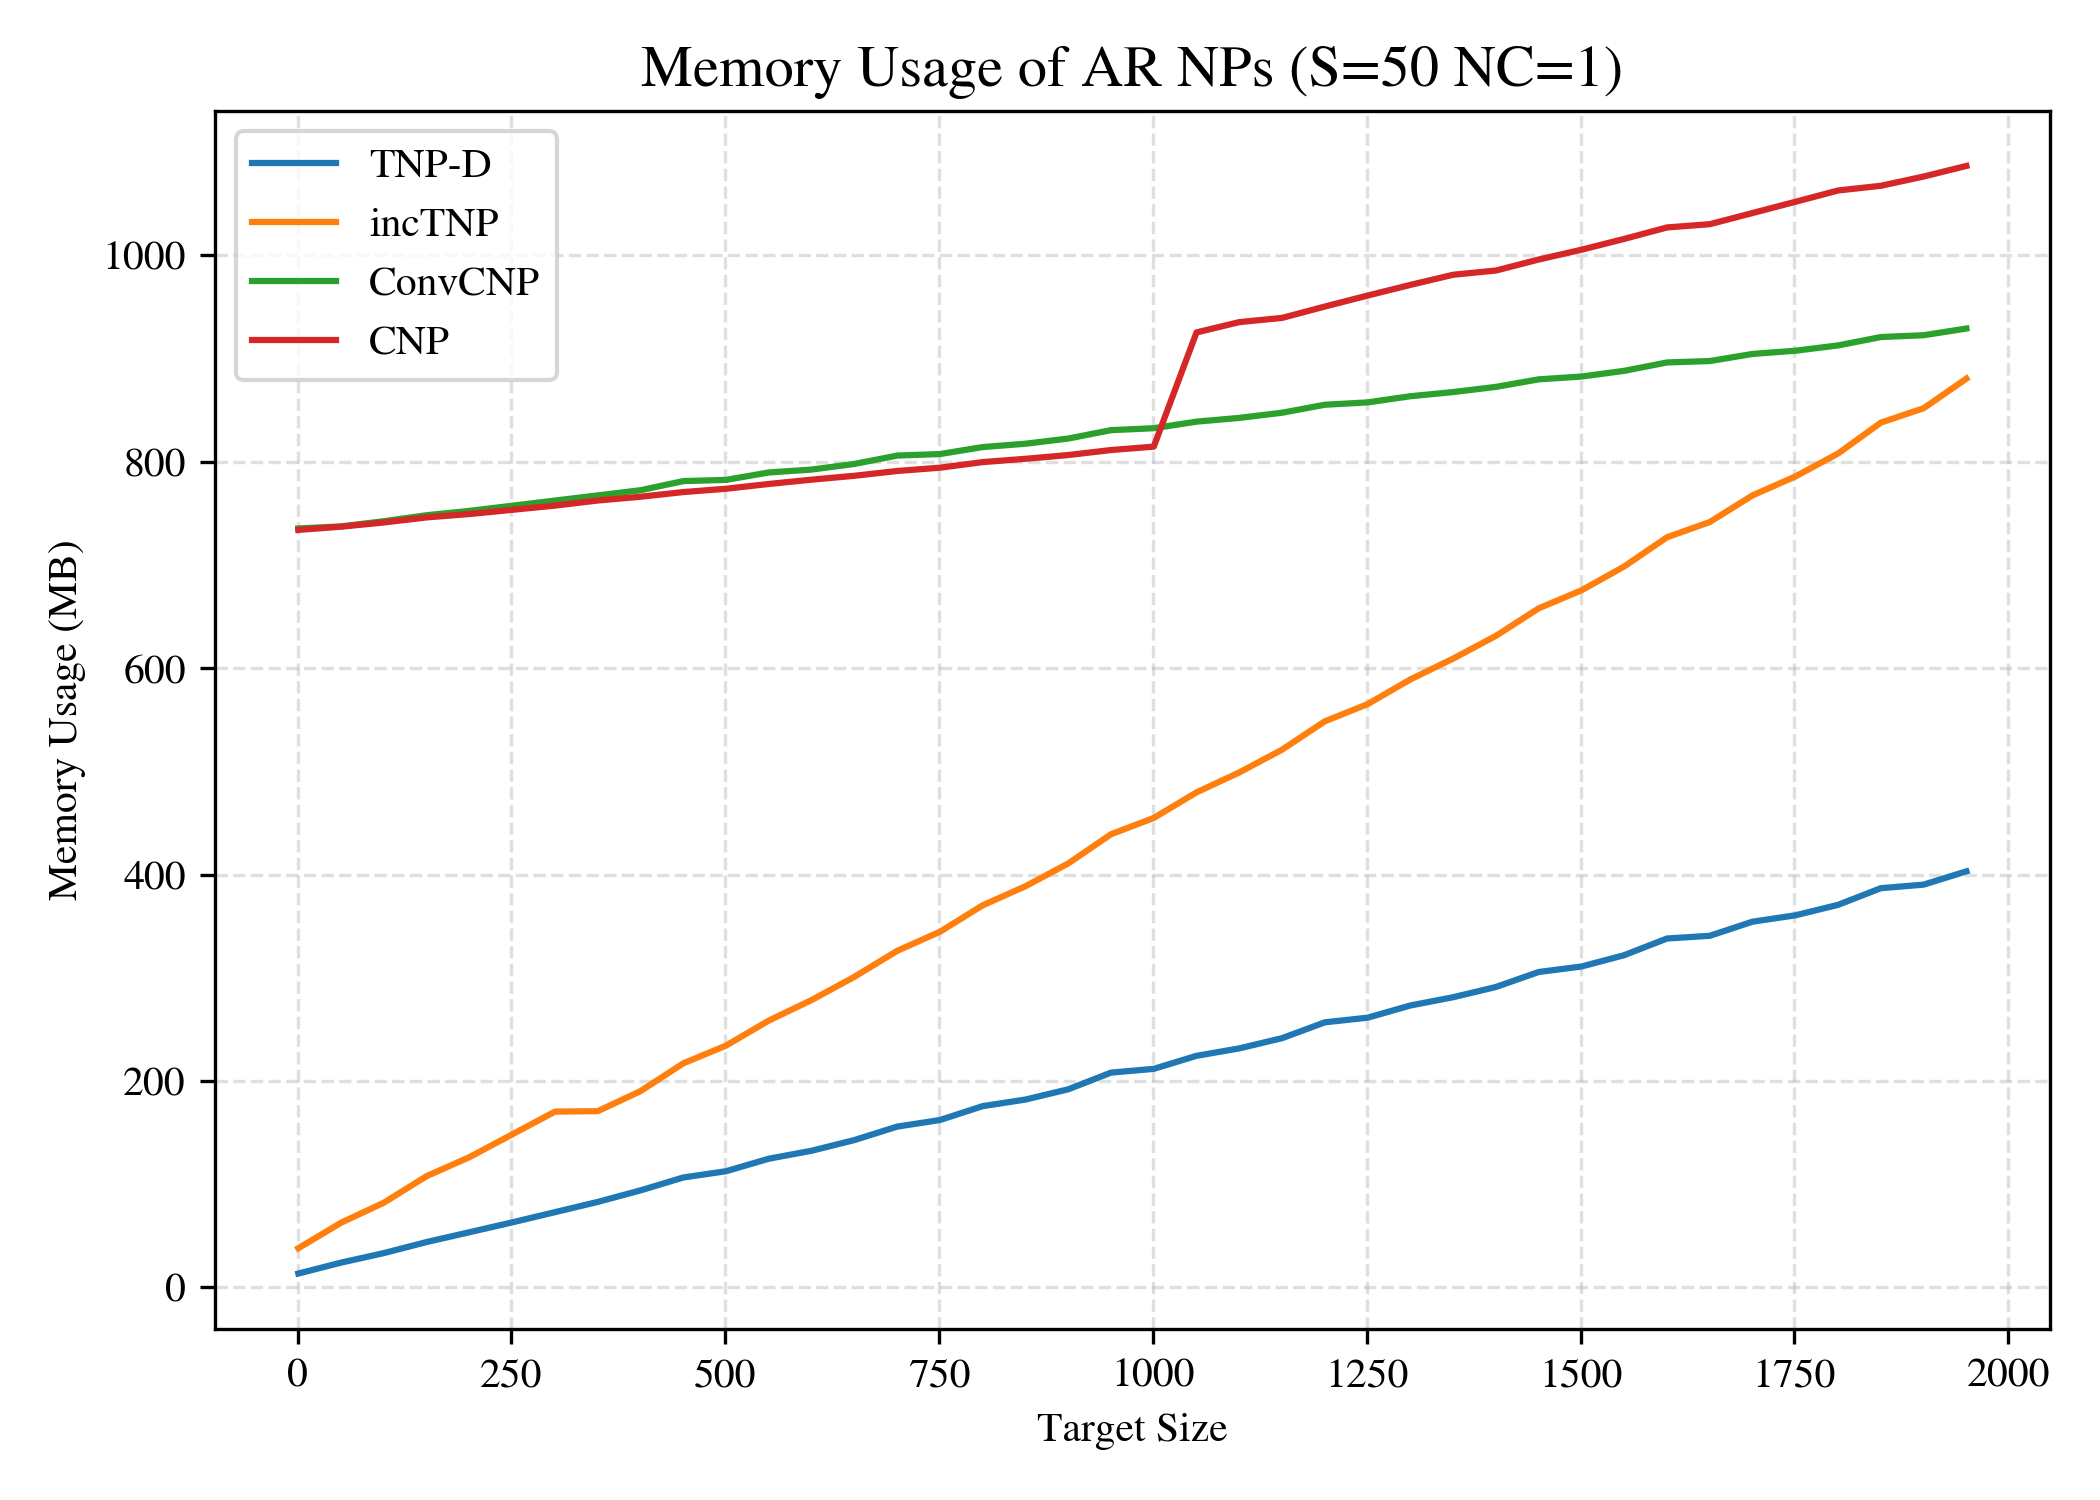 Memory Usage of AR NPs (S=50 NC=1)
TNP-D
incTNP
ConvCNP
CNP
Memory Usage (MB)
1000
800
600
400
200
0
0 250 500 750 1000 1250 1500 1750 2000
Target Size